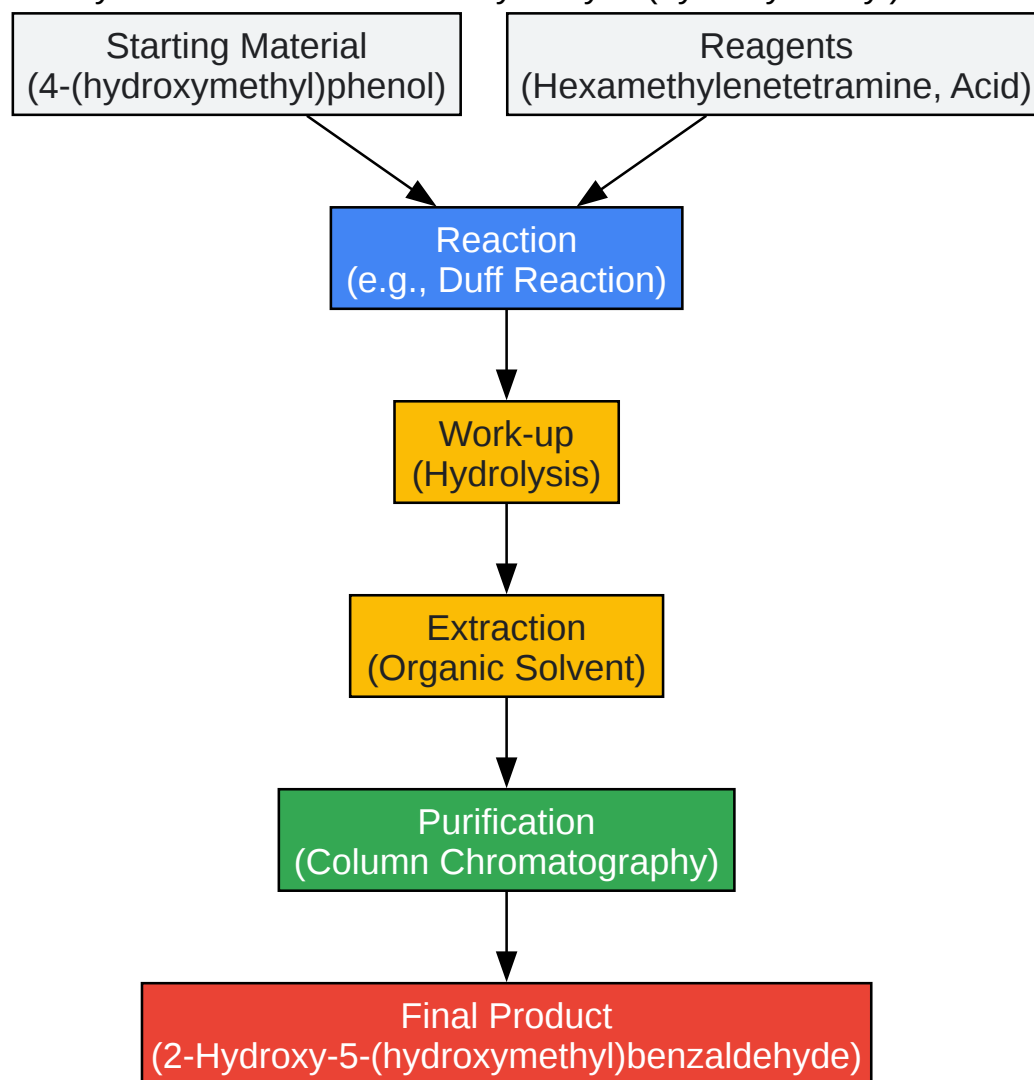 Starting Material
(4-(hydroxymethyl)phenol)
Reagents
(Hexamethylenetetramine, Acid)
Reaction
(e.g., Duff Reaction)
Work-up
(Hydrolysis)
Extraction
(Organic Solvent)
Purification
(Column Chromatography)
Final Product
(2-Hydroxy-5-(hydroxymethyl)benzaldehyde)